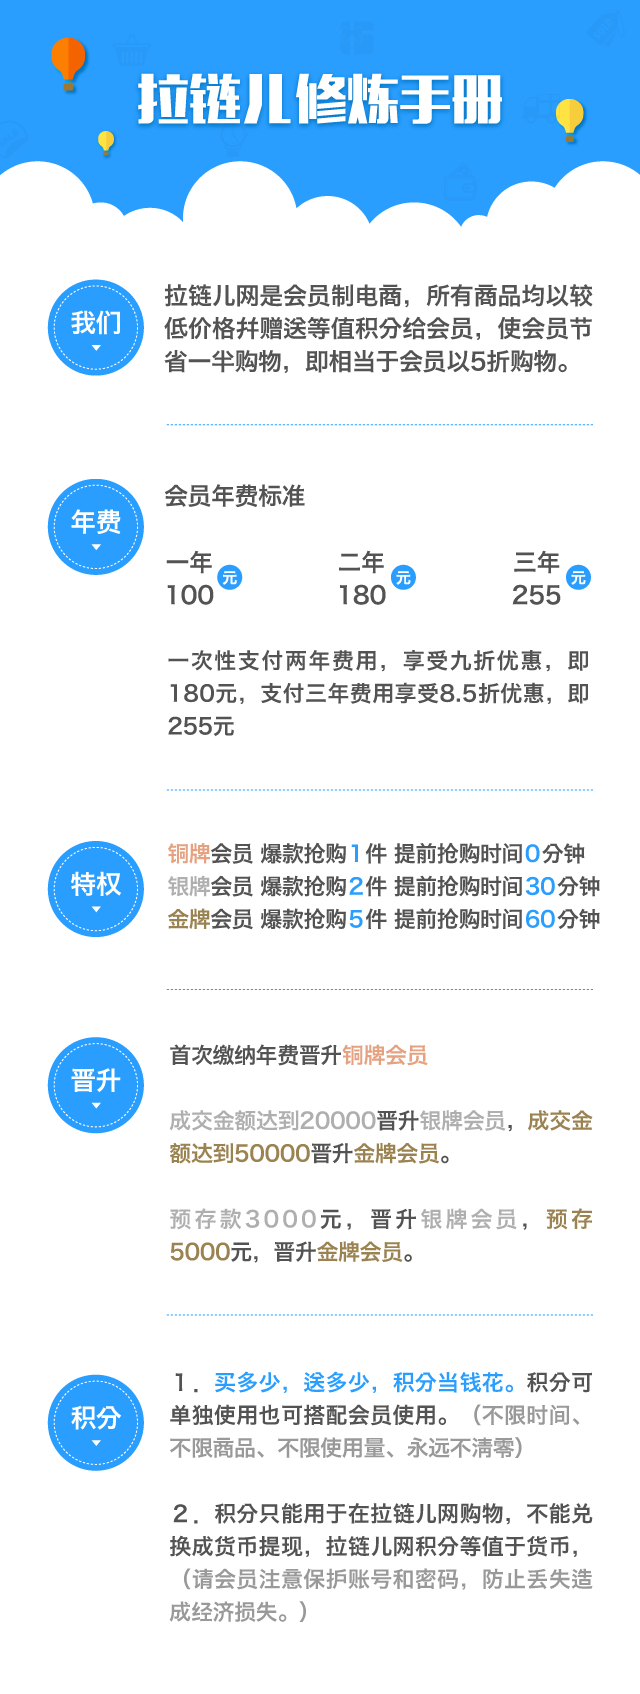 拉链儿修炼手册
我们
拉链儿网是会员制电商，所有商品均以较
低价格并赠送等值积分给会员，使会员节
省一半购物，即相当于会员以5折购物。
年费
会员年费标准
一年 二年 三年
100 元 180 元 255 元
一次性支付两年费用，享受九折优惠，即
180元，支付三年费用享受8.5折优惠，即
255元
特权
铜牌会员 爆款抢购1件 提前抢购时间0分钟
银牌会员 爆款抢购2件 提前抢购时间30分钟
金牌会员 爆款抢购5件 提前抢购时间60分钟
晋升
首次缴纳年费晋升铜牌会员
成交金额达到20000晋升银牌会员，成交金
额达到50000晋升金牌会员。
预存款3000元，晋升银牌会员，预存
5000元，晋升金牌会员。
积分
1．买多少，送多少，积分当钱花。积分可
单独使用也可搭配会员使用。（不限时间、
不限商品、不限使用量、永远不清零）
2．积分只能用于在拉链儿网购物，不能兑
换成货币提现，拉链儿网积分等值于货币，
（请会员注意保护账号和密码，防止丢失造
成经济损失。）